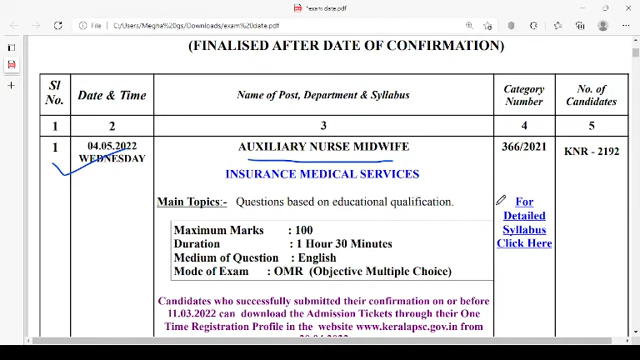 *exam date.pdf
File
C:/Users/Megha%20gs/Downloads/exam%20date.pdf
(FINALISED AFTER DATE OF CONFIRMATION)
Sl No.
Date & Time
Name of Post, Department & Syllabus
Category Number
No. of Candidates
1
2
3
4
5
1
04.05.2022
WEDNESDAY
AUXILIARY NURSE MIDWIFE
INSURANCE MEDICAL SERVICES
366/2021
KNR - 2192
Main Topics:- Questions based on educational qualification.
For
Detailed
Syllabus
Click Here
Maximum Marks : 100
Duration : 1 Hour 30 Minutes
Medium of Question : English
Mode of Exam : OMR (Objective Multiple Choice)
Candidates who successfully submitted their confirmation on or before
11.03.2022 can download the Admission Tickets through their One
Time Registration Profile in the website www.keralapsc.gov.in from
20.04.2022